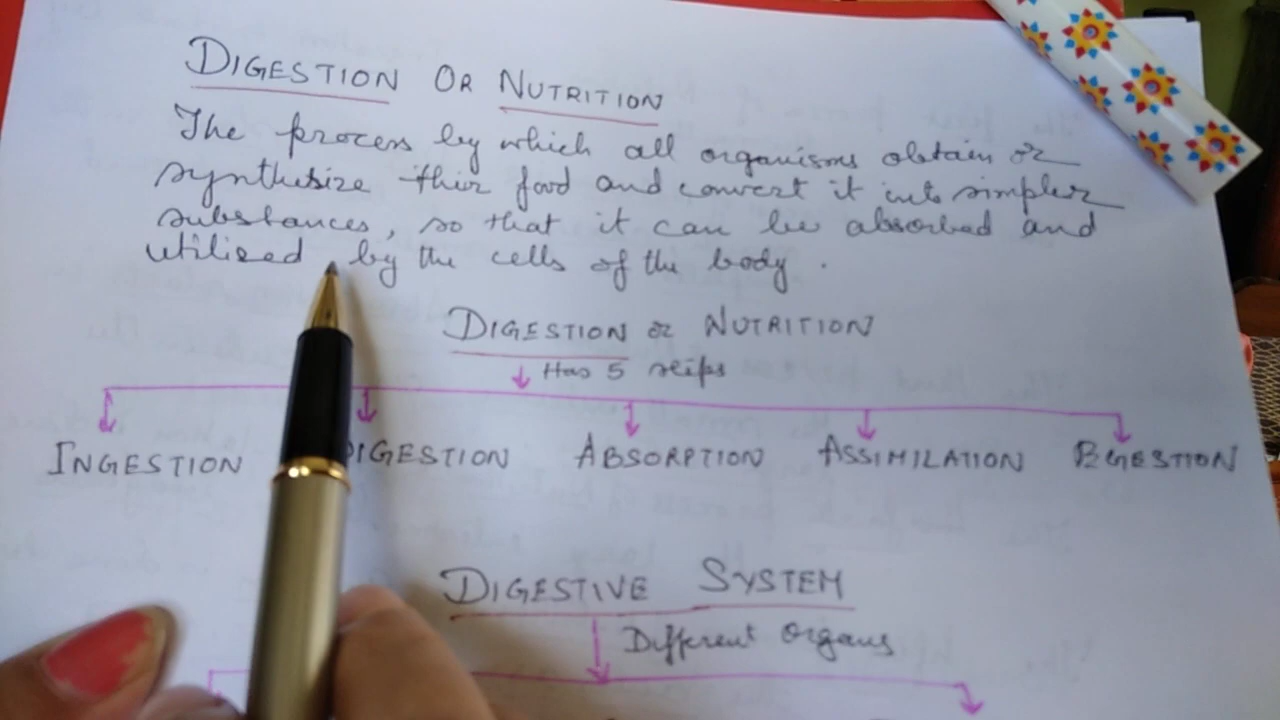 DIGESTION OR NUTRITION
The process by which all organisms obtain or
synthesize their food and convert it into simpler
substances, so that it can be absorbed and
utilized by the cells of the body.
DIGESTION or NUTRITION
Has 5 steps
INGESTION DIGESTION ABSORPTION ASSIMILATION EGESTION
DIGESTIVE SYSTEM
Different Organs